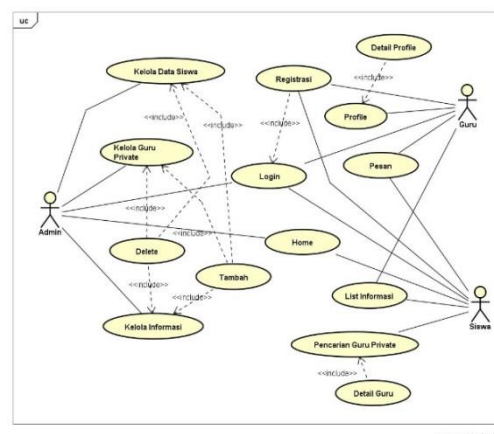 uc
Detail Profile
Kelola Data Siswa
Registrasi
<<include>>
<<include>>
<<include>>
<<include>>
Profile
Guru
Kelola Guru
Private
Pesan
Login
Admin
<<include>>
<<include>>
Home
Delete
Tambah
<<include>>
<<include>>
List Informasi
Kelola Informasi
Siswa
Pencarian Guru Private
<<include>>
Detail Guru